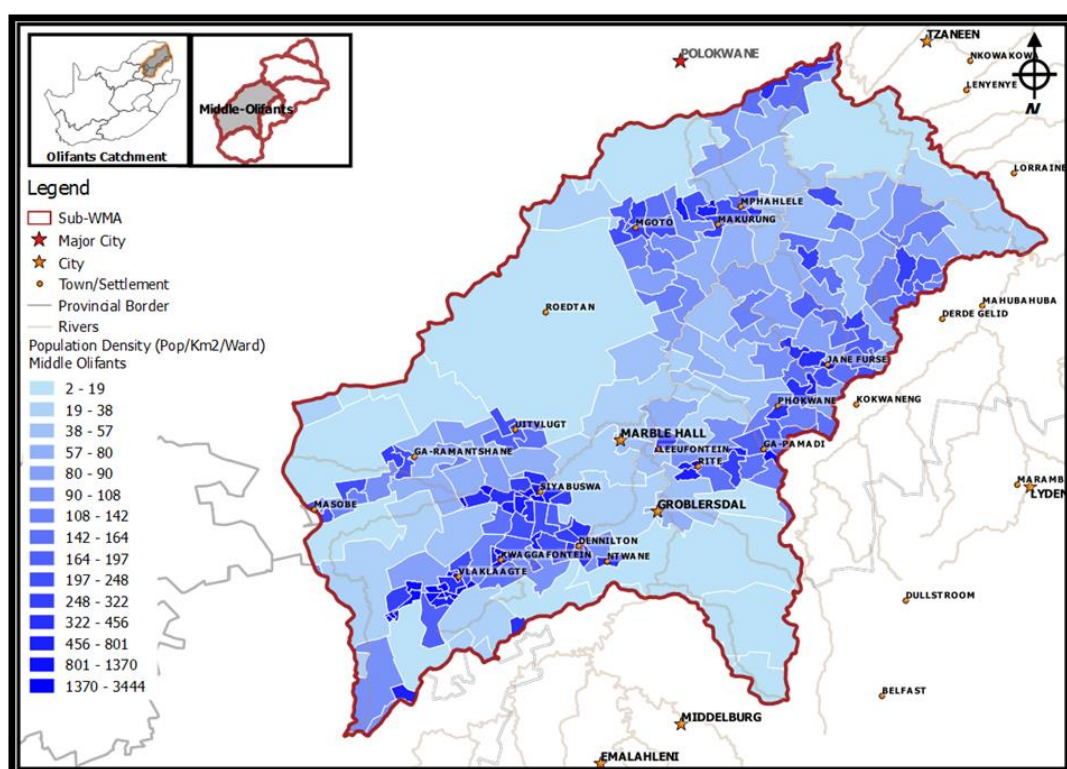 Olifants Catchment
Middle-Olifants
Legend
Sub-WMA
Major City
City
Town/Settlement
Provincial Border
Rivers
Population Density (Pop/Km2/Ward)
Middle Olifants
2 - 19
19 - 38
38 - 57
57 - 80
80 - 90
90 - 108
108 - 142
142 - 164
164 - 197
197 - 248
248 - 322
322 - 456
456 - 801
801 - 1370
1370 - 3444
TZANEEN
POLOKWANE
NKOWAKOW
N
LENYENYE
LORRAINE
MPHAHLELE
MGOTO
MAKURUNG
ROEDTAN
MAHUBAHUBA
DERDE GELID
JANE FURSE
PHOKWANE
KOKWANENG
UITVLUGT
MARBLE HALL
LEEUFONTEIN
GA-PAMADI
GA-RAMANTSHANE
RITE
SIYABUSWA
MARAMB
LYDEN
MASOBE
GROBLERSDAL
DENNILTON
KWAGGAFONTEIN
NTWANE
VLAKLAAGTE
DULLSTROOM
BELFAST
MIDDELBURG
EMALAHLENI